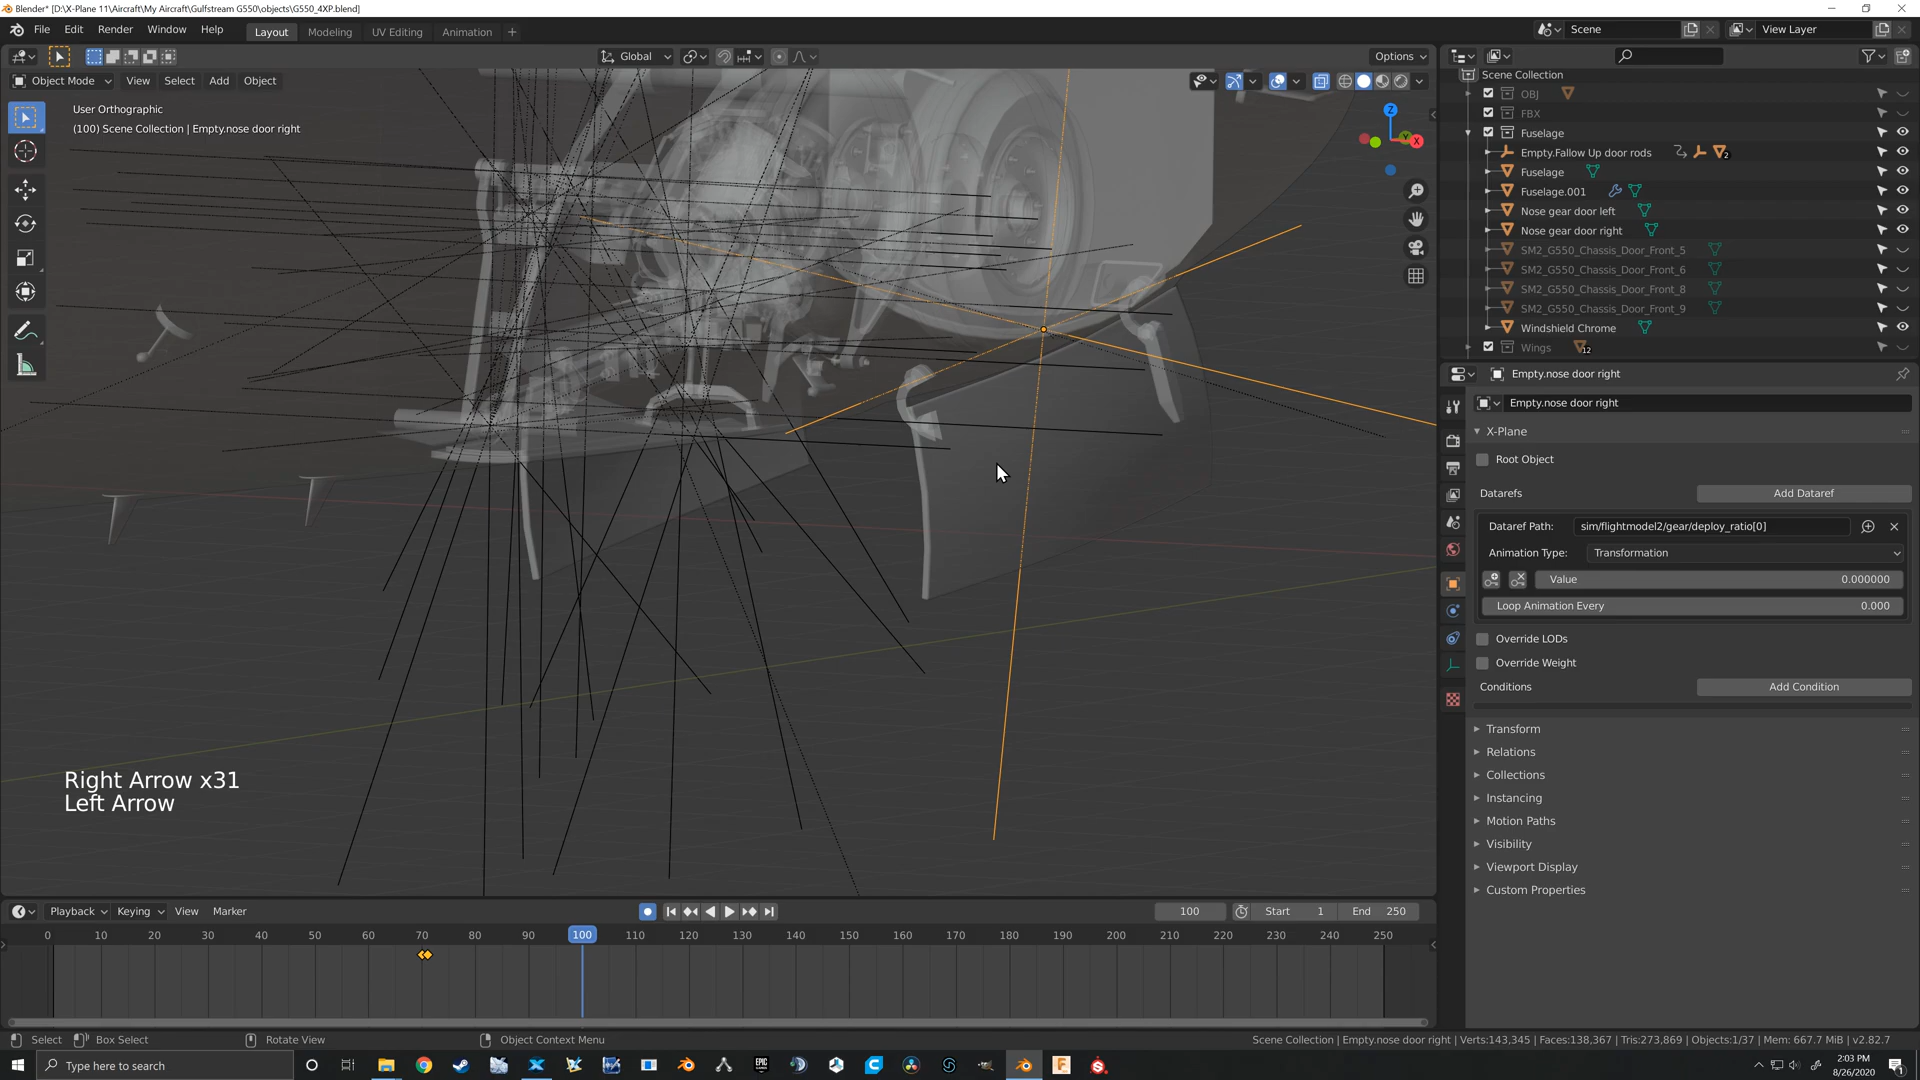 Blender* [D:\X-Plane 11\Aircraft\My Aircraft\Gulfstream G550\objects\G550_4XP.blend]
File Edit Render Window Help Layout Modeling UV Editing Animation + Scene View Layer
Global Options
Object Mode View Select Add Object
User Orthographic
(100) Scene Collection | Empty.nose door right
Z
Y
X
Right Arrow x31
Left Arrow
Scene Collection
OBJ
FBX
Fuselage
Empty.Fallow Up door rods 2
Fuselage
Fuselage.001
Nose gear door left
Nose gear door right
SM2_G550_Chassis_Door_Front_5
SM2_G550_Chassis_Door_Front_6
SM2_G550_Chassis_Door_Front_8
SM2_G550_Chassis_Door_Front_9
Windshield Chrome
Wings 12
Empty.nose door right
Empty.nose door right
X-Plane
Root Object
Datarefs Add Dataref
Dataref Path: sim/flightmodel2/gear/deploy_ratio[0]
Animation Type: Transformation
Value 0.000000
Loop Animation Every 0.000
Override LODs
Override Weight
Conditions Add Condition
Transform
Relations
Collections
Instancing
Motion Paths
Visibility
Viewport Display
Custom Properties
Playback Keying View Marker 100 Start 1 End 250
0 10 20 30 40 50 60 70 80 90 100 110 120 130 140 150 160 170 180 190 200 210 220 230 240 250
Select Box Select Rotate View Object Context Menu Scene Collection | Empty.nose door right | Verts:143,345 | Faces:138,367 | Tris:273,869 | Objects:1/37 | Mem: 667.7 MiB | v2.82.7
Type here to search
EPIC
2:03 PM
8/26/2020
1